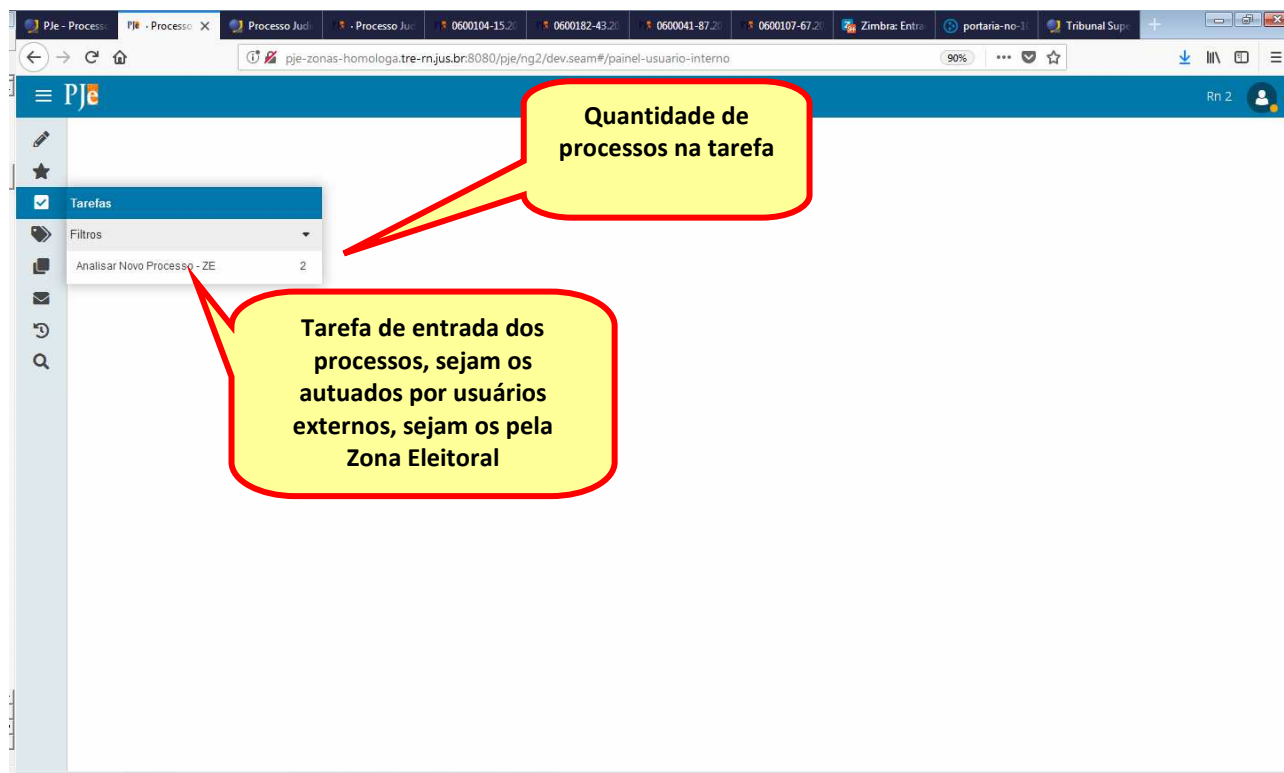 PJe - Processo
PJe - Processo
Processo Judi
- Processo Jud
0600104-15.20
0600182-43.20
0600041-87.20
0600107-67.20
Zimbra: Entra
portaria-no-1
Tribunal Supe
pje-zonas-homologa.tre-rn.jus.br:8080/pje/ng2/dev.seam#/painel-usuario-interno
90%
PJe
Rn 2
Quantidade de
processos na tarefa
Tarefas
Filtros
Analisar Novo Processo - ZE 2
Tarefa de entrada dos
processos, sejam os
autuados por usuários
externos, sejam os pela
Zona Eleitoral